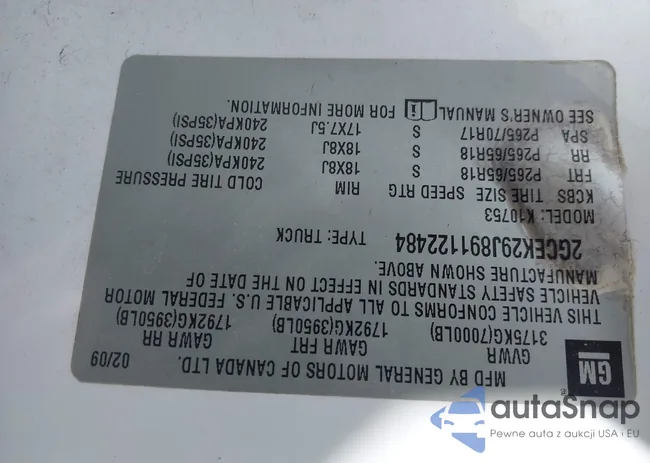 MFD BY GENERAL MOTORS OF CANADA LTD.
02/09
GVWR GAWR FRT GAWR RR
3175KG(7000LB) 1792KG(3950LB) 1792KG(3950LB)
THIS VEHICLE CONFORMS TO ALL APPLICABLE U.S. FEDERAL MOTOR
VEHICLE SAFETY STANDARDS IN EFFECT ON THE DATE OF
MANUFACTURE SHOWN ABOVE.
2GCEK29J891122484 TYPE: TRUCK
MODEL: K10753
KCBS TIRE SIZE SPEED RTG RIM COLD TIRE PRESSURE
FRT P265/65R18 S 18X8J 240KPA(35PSI)
RR P265/65R18 S 18X8J 240KPA(35PSI)
SPA P265/70R17 S 17X7.5J 240KPA(35PSI)
SEE OWNER'S MANUAL FOR MORE INFORMATION.
GM
autaSnap
Pewne auta z aukcji USA i EU